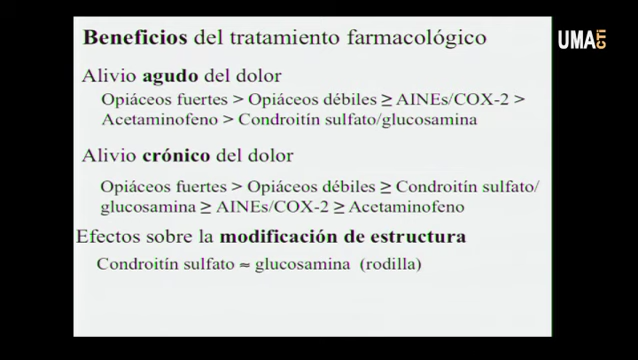 Beneficios del tratamiento farmacológico
UMA CTI
Alivio agudo del dolor
Opiáceos fuertes > Opiáceos débiles ≥ AINEs/COX-2 >
Acetaminofeno > Condroitín sulfato/glucosamina
Alivio crónico del dolor
Opiáceos fuertes > Opiáceos débiles ≥ Condroitín sulfato/
glucosamina ≥ AINEs/COX-2 ≥ Acetaminofeno
Efectos sobre la modificación de estructura
Condroitín sulfato ≈ glucosamina (rodilla)